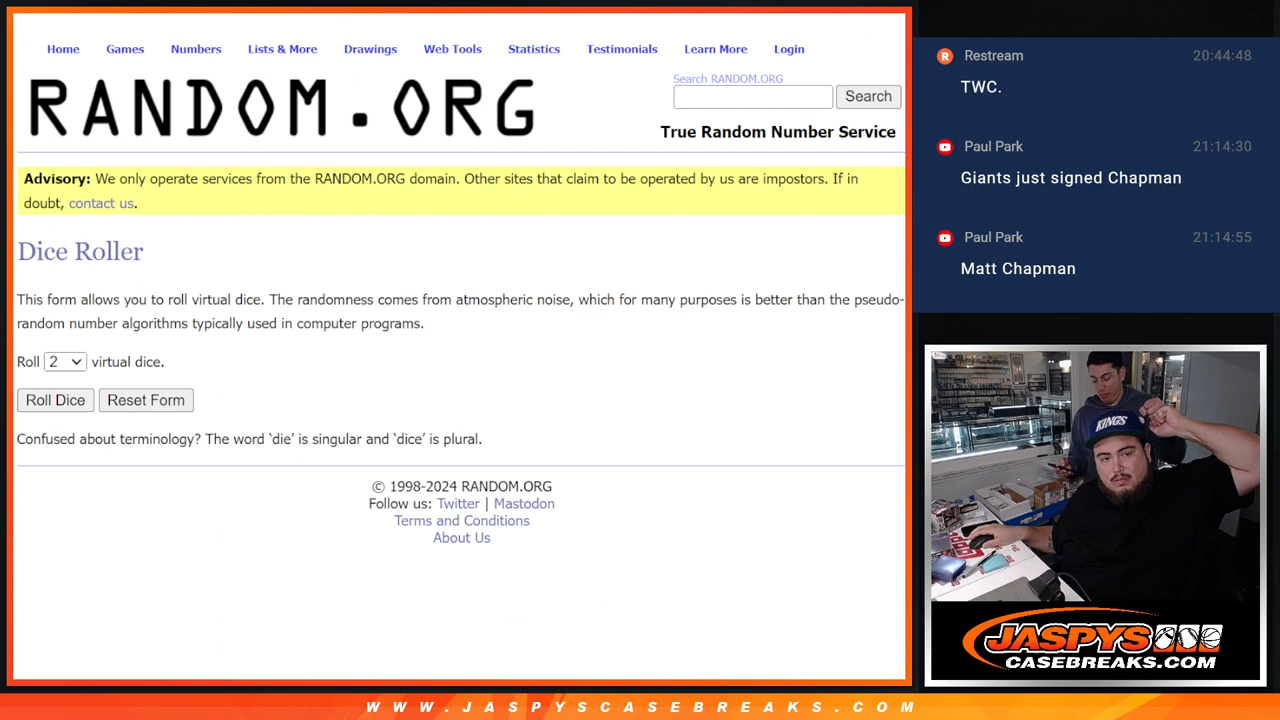 Home Games Numbers Lists & More Drawings Web Tools Statistics Testimonials Learn More Login
RANDOM.ORG
Search RANDOM.ORG
Search
True Random Number Service
Advisory: We only operate services from the RANDOM.ORG domain. Other sites that claim to be operated by us are impostors. If in
doubt, contact us.
Dice Roller
This form allows you to roll virtual dice. The randomness comes from atmospheric noise, which for many purposes is better than the pseudo-
random number algorithms typically used in computer programs.
Roll 2 virtual dice.
Roll Dice Reset Form
Confused about terminology? The word ‘die’ is singular and ‘dice’ is plural.
© 1998-2024 RANDOM.ORG
Follow us: Twitter | Mastodon
Terms and Conditions
About Us
R Restream 20:44:48
TWC.
Paul Park 21:14:30
Giants just signed Chapman
Paul Park 21:14:55
Matt Chapman
KINGS
JASPYS
CASEBREAKS.COM
WWW.JASPYSCASEBREAKS.COM